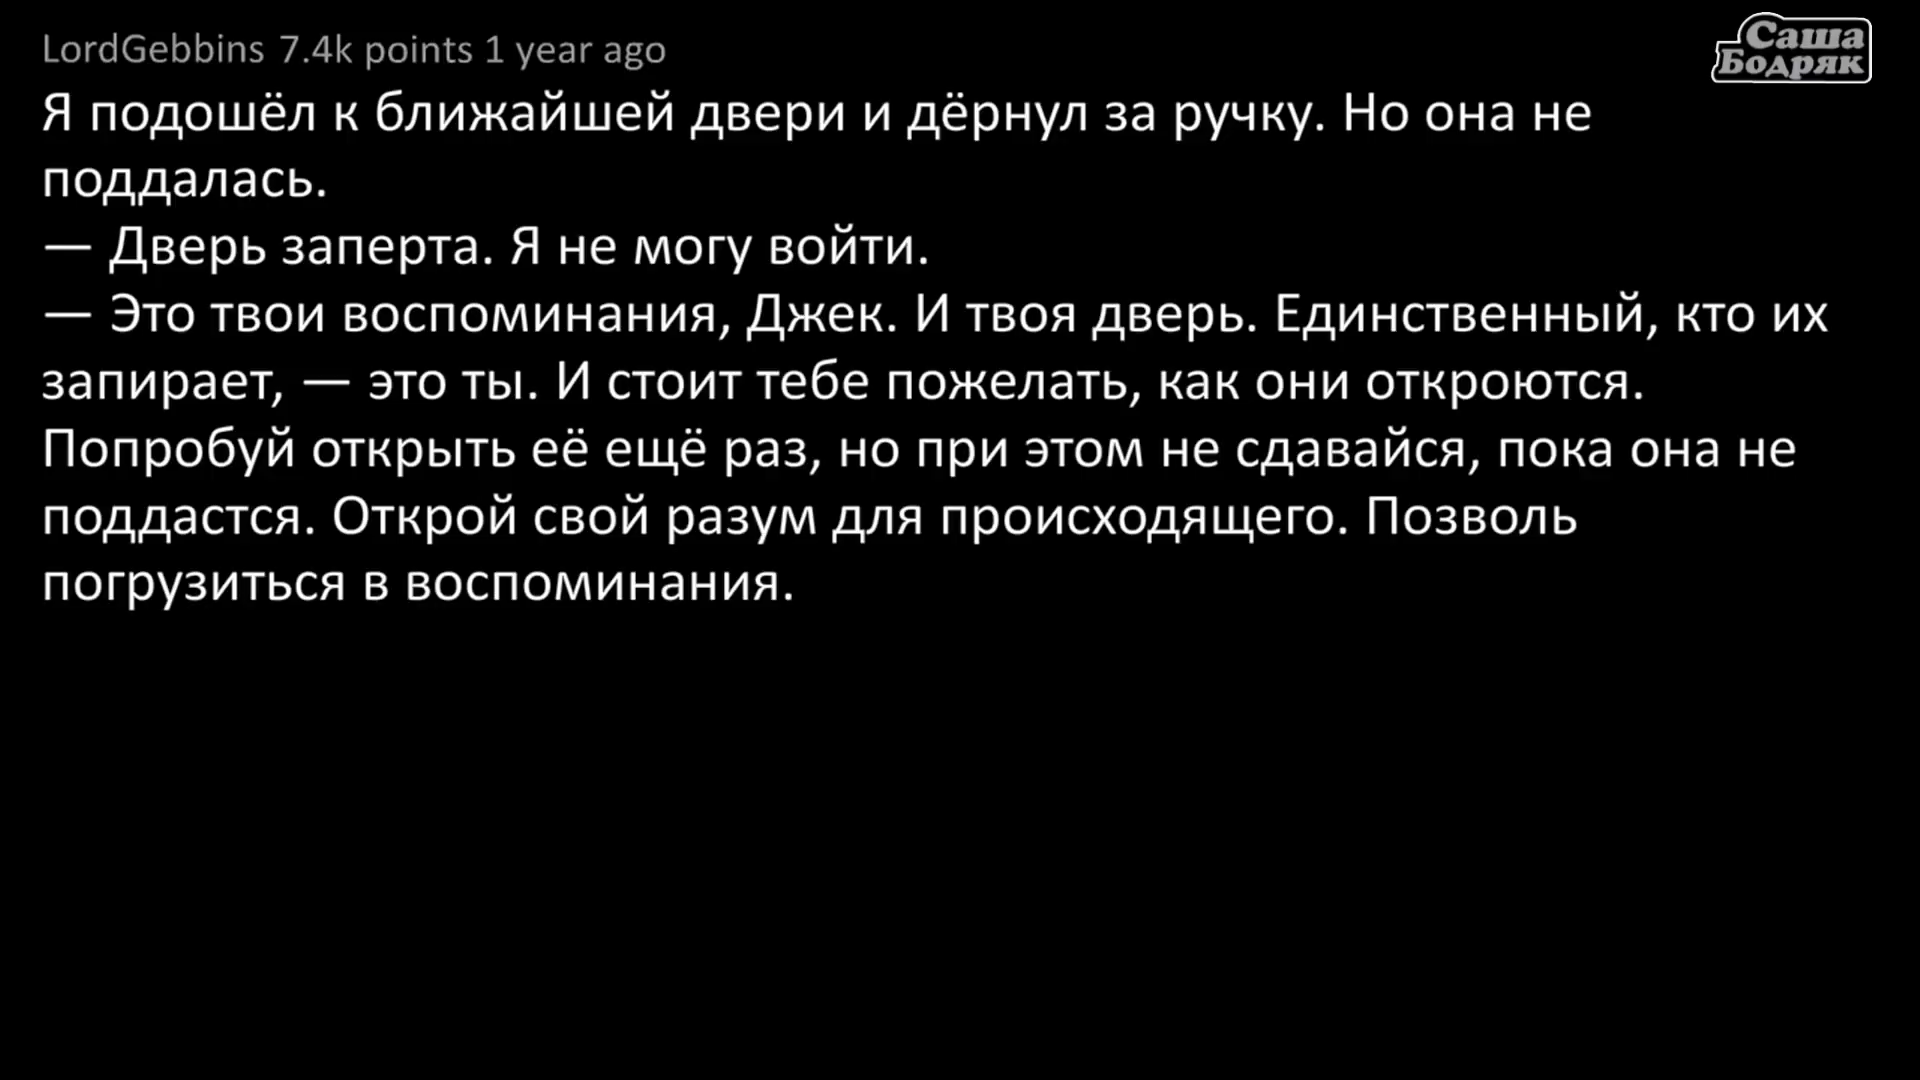 LordGebbins 7.4k points 1 year ago
Саша
Бодряк
Я подошёл к ближайшей двери и дёрнул за ручку. Но она не
поддалась.
— Дверь заперта. Я не могу войти.
— Это твои воспоминания, Джек. И твоя дверь. Единственный, кто их
запирает, — это ты. И стоит тебе пожелать, как они откроются.
Попробуй открыть её ещё раз, но при этом не сдавайся, пока она не
поддастся. Открой свой разум для происходящего. Позволь
погрузиться в воспоминания.